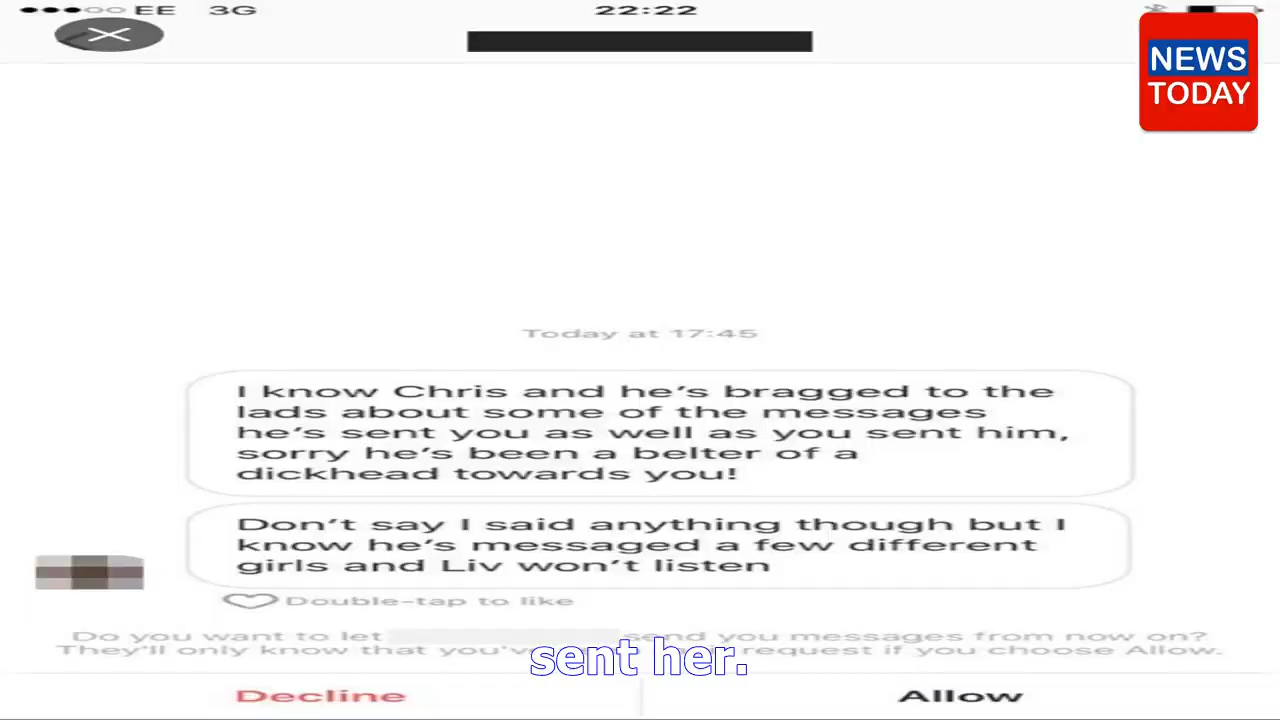 EE 3G 22:22
NEWS
TODAY
Today at 17:45
I know Chris and he's bragged to the
lads about some of the messages
he's sent you as well as you sent him,
sorry he's been a belter of a
dickhead towards you!
Don't say I said anything though but I
know he's messaged a few different
girls and Liv won't listen
Double-tap to like
Do you want to let send you messages from now on?
They'll only know that you've request if you choose Allow.
sent her.
Decline Allow